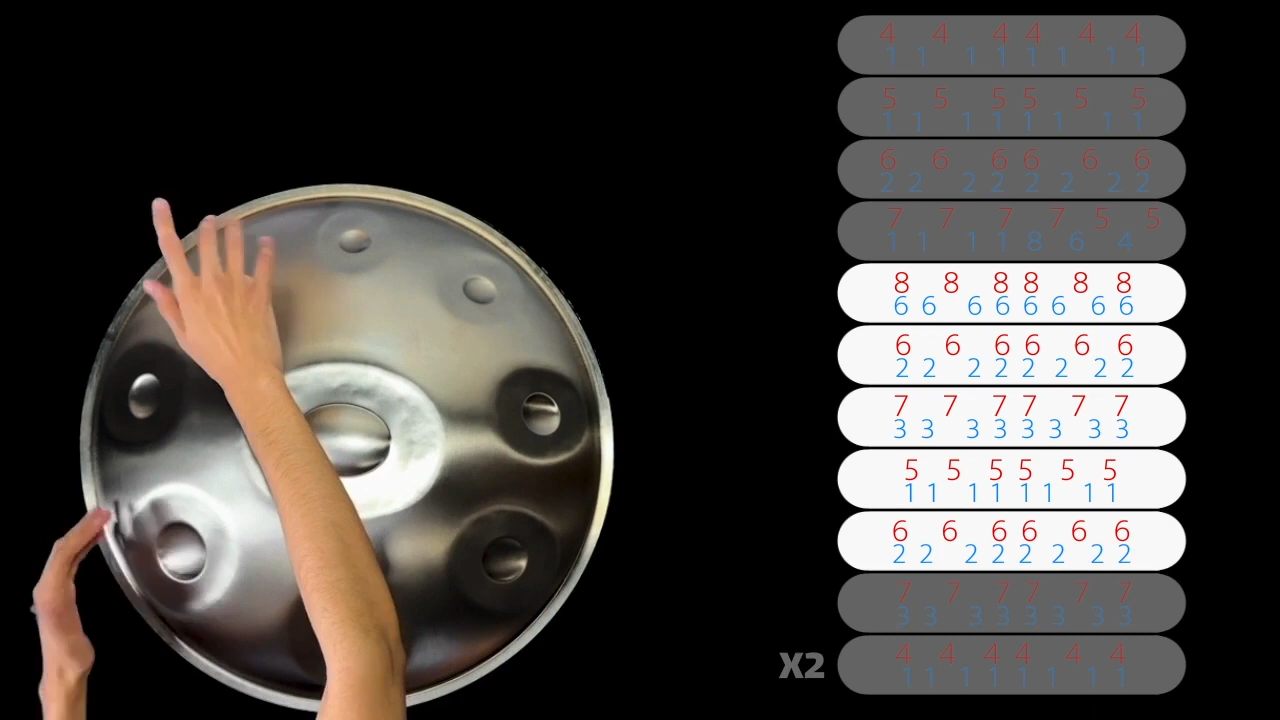 4 4 4 4 4 4
1 1 1 1 1 1 1 1
5 5 5 5 5 5
1 1 1 1 1 1 1 1
6 6 6 6 6 6
2 2 2 2 2 2 2 2
7 7 7 7 5 5
1 1 1 1 8 6 4
8 8 8 8 8 8
6 6 6 6 6 6 6 6
6 6 6 6 6 6
2 2 2 2 2 2 2 2
7 7 7 7 7 7
3 3 3 3 3 3 3 3
5 5 5 5 5 5
1 1 1 1 1 1 1 1
6 6 6 6 6 6
2 2 2 2 2 2 2 2
7 7 7 7 7 7
3 3 3 3 3 3 3 3
4 4 4 4 4 4
X2 1 1 1 1 1 1 1 1